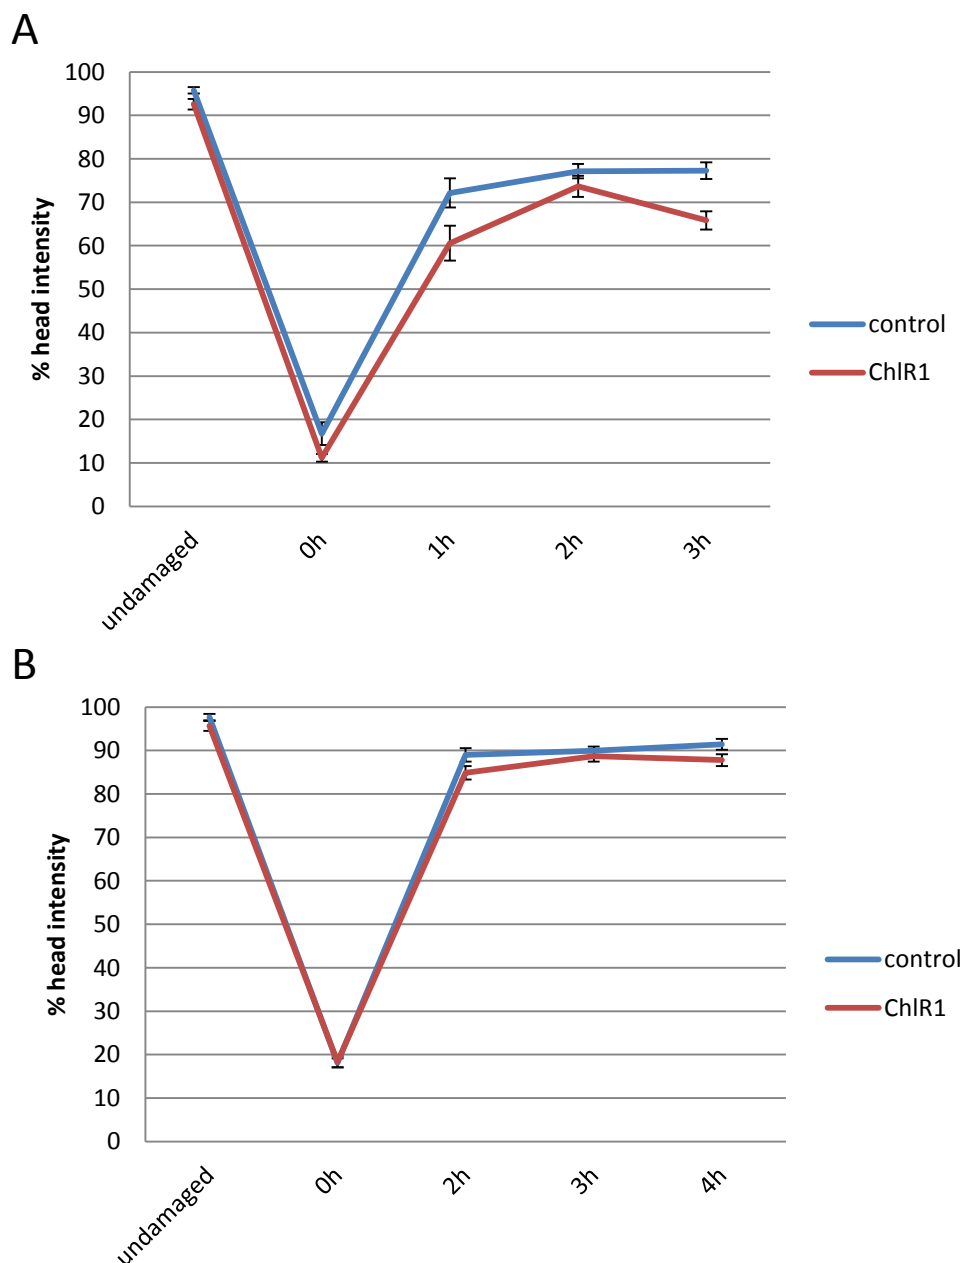 A
100
90
80
70
60
50
40
30
20
10
0
% head intensity
undamaged
0h
1h
2h
3h
control
ChlR1
B
100
90
80
70
60
50
40
30
20
10
0
% head intensity
undamaged
0h
2h
3h
4h
control
ChlR1